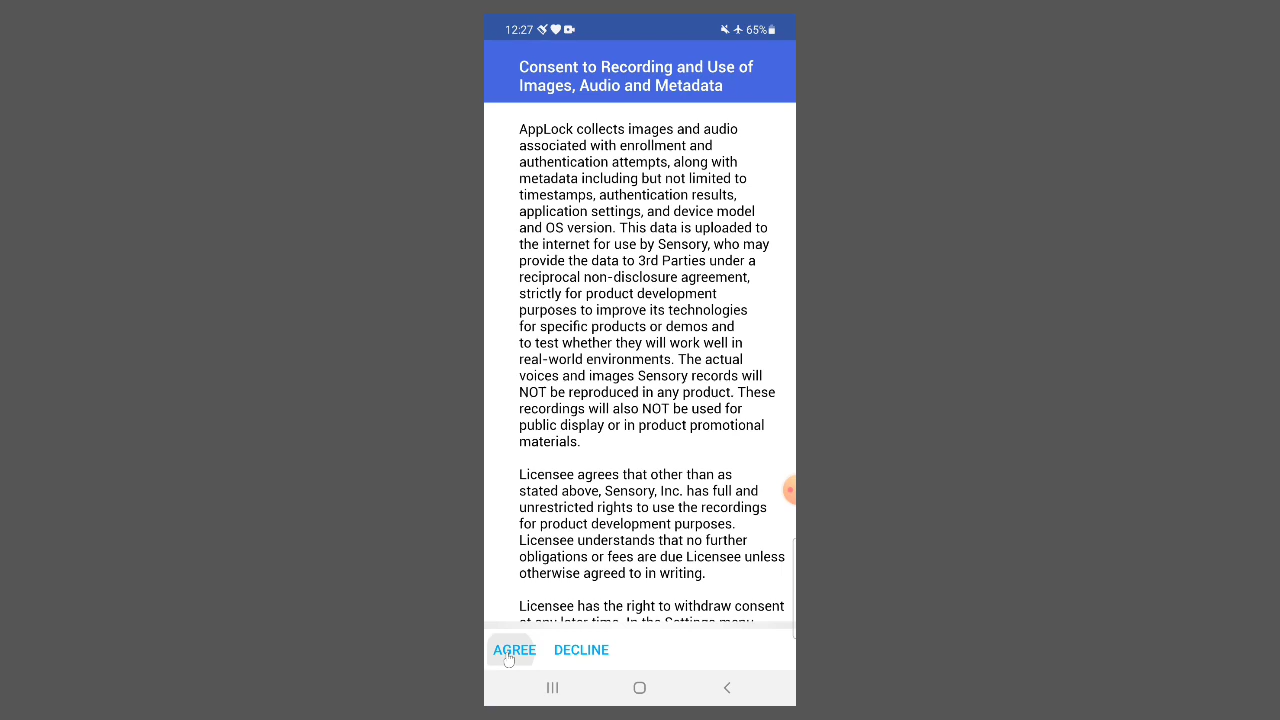 12:27
65%
Consent to Recording and Use of
Images, Audio and Metadata
AppLock collects images and audio
associated with enrollment and
authentication attempts, along with
metadata including but not limited to
timestamps, authentication results,
application settings, and device model
and OS version. This data is uploaded to
the internet for use by Sensory, who may
provide the data to 3rd Parties under a
reciprocal non-disclosure agreement,
strictly for product development
purposes to improve its technologies
for specific products or demos and
to test whether they will work well in
real-world environments. The actual
voices and images Sensory records will
NOT be reproduced in any product. These
recordings will also NOT be used for
public display or in product promotional
materials.
Licensee agrees that other than as
stated above, Sensory, Inc. has full and
unrestricted rights to use the recordings
for product development purposes.
Licensee understands that no further
obligations or fees are due Licensee unless
otherwise agreed to in writing.
Licensee has the right to withdraw consent
at any later time. In the Settings menu
AGREE DECLINE